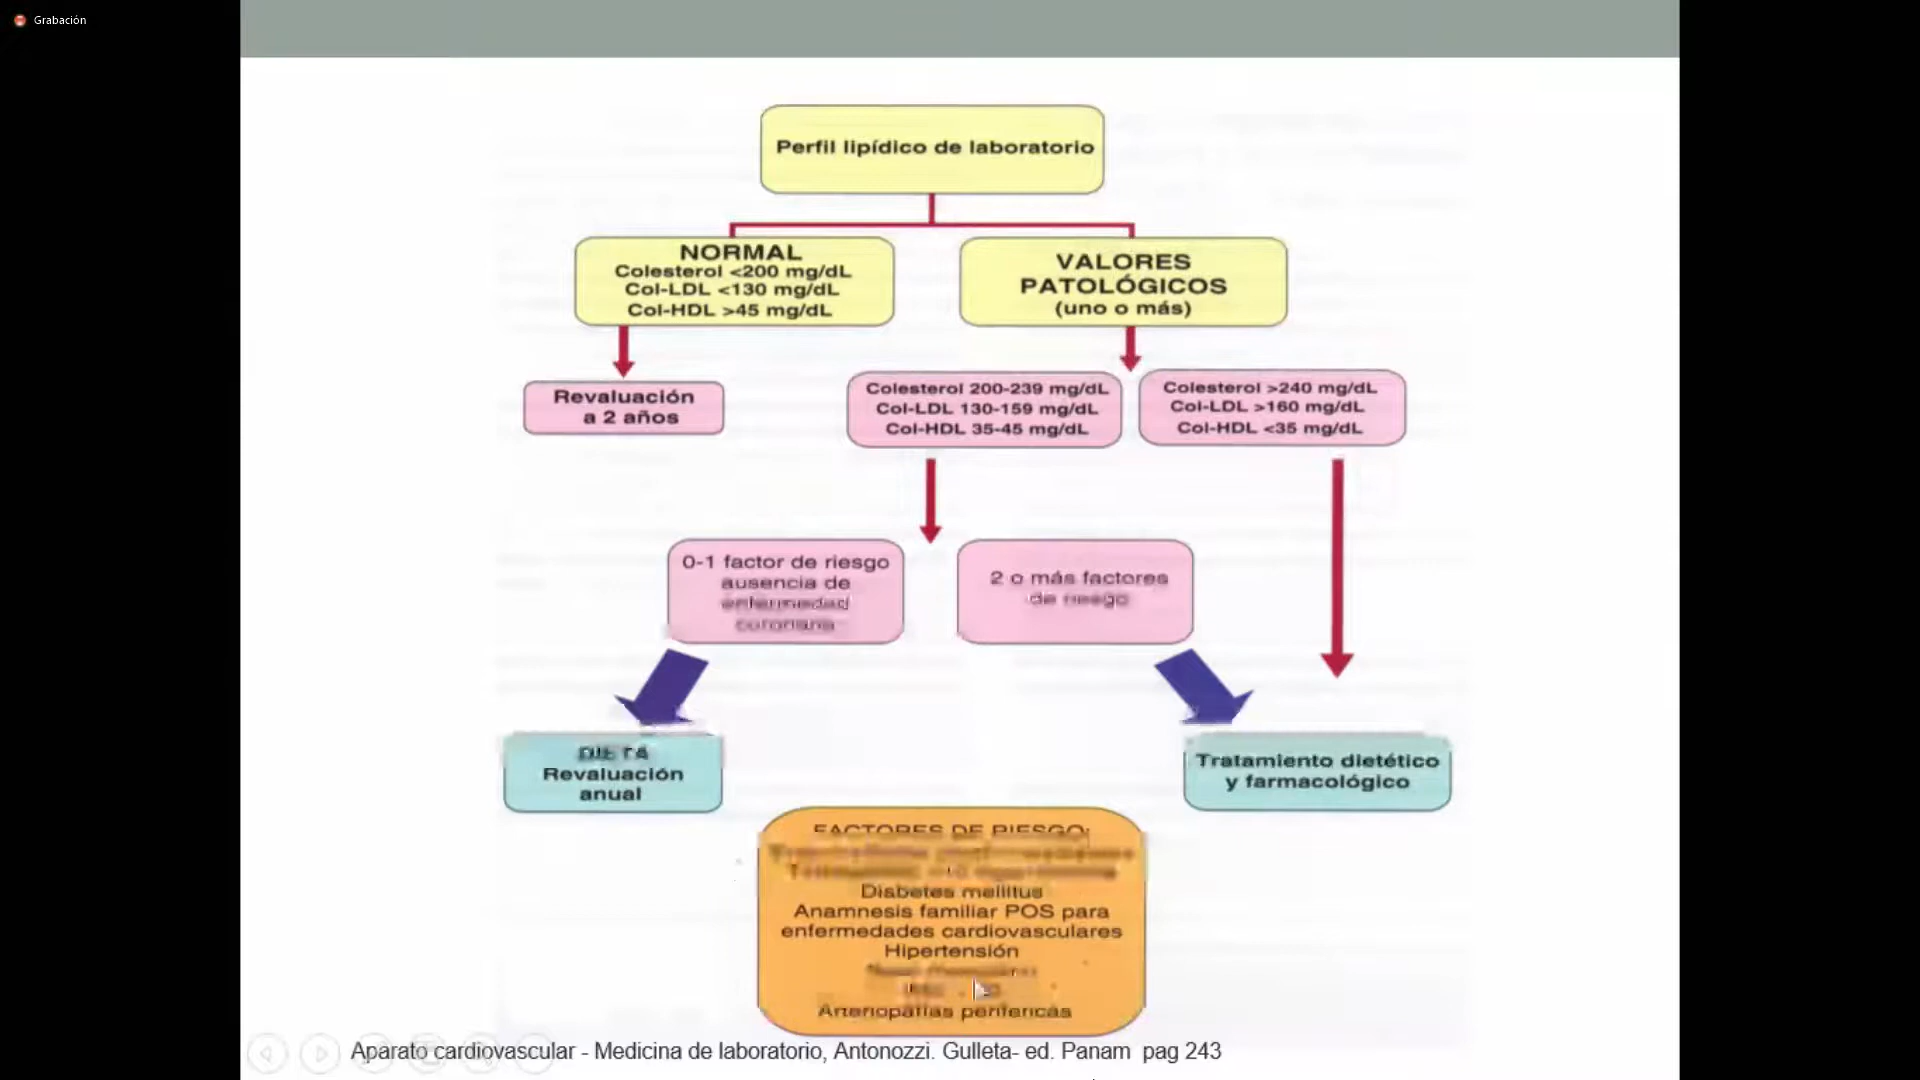 Grabación
Perfil lipídico de laboratorio
NORMAL
Colesterol <200 mg/dL
Col-LDL <130 mg/dL
Col-HDL >45 mg/dL
VALORES
PATOLÓGICOS
(uno o más)
Revaluación
a 2 años
Colesterol 200-239 mg/dL
Col-LDL 130-159 mg/dL
Col-HDL 35-45 mg/dL
Colesterol >240 mg/dL
Col-LDL >160 mg/dL
Col-HDL <35 mg/dL
0-1 factor de riesgo
ausencia de
enfermedad
coronaria
2 o más factores
de riesgo
DIETA
Revaluación
anual
Tratamiento dietético
y farmacológico
FACTORES DE RIESGO:
Diabetes mellitus
Anamnesis familiar POS para
enfermedades cardiovasculares
Hipertensión
Arteriopatías periféricas
Aparato cardiovascular - Medicina de laboratorio, Antonozzi. Gulleta- ed. Panam pag 243